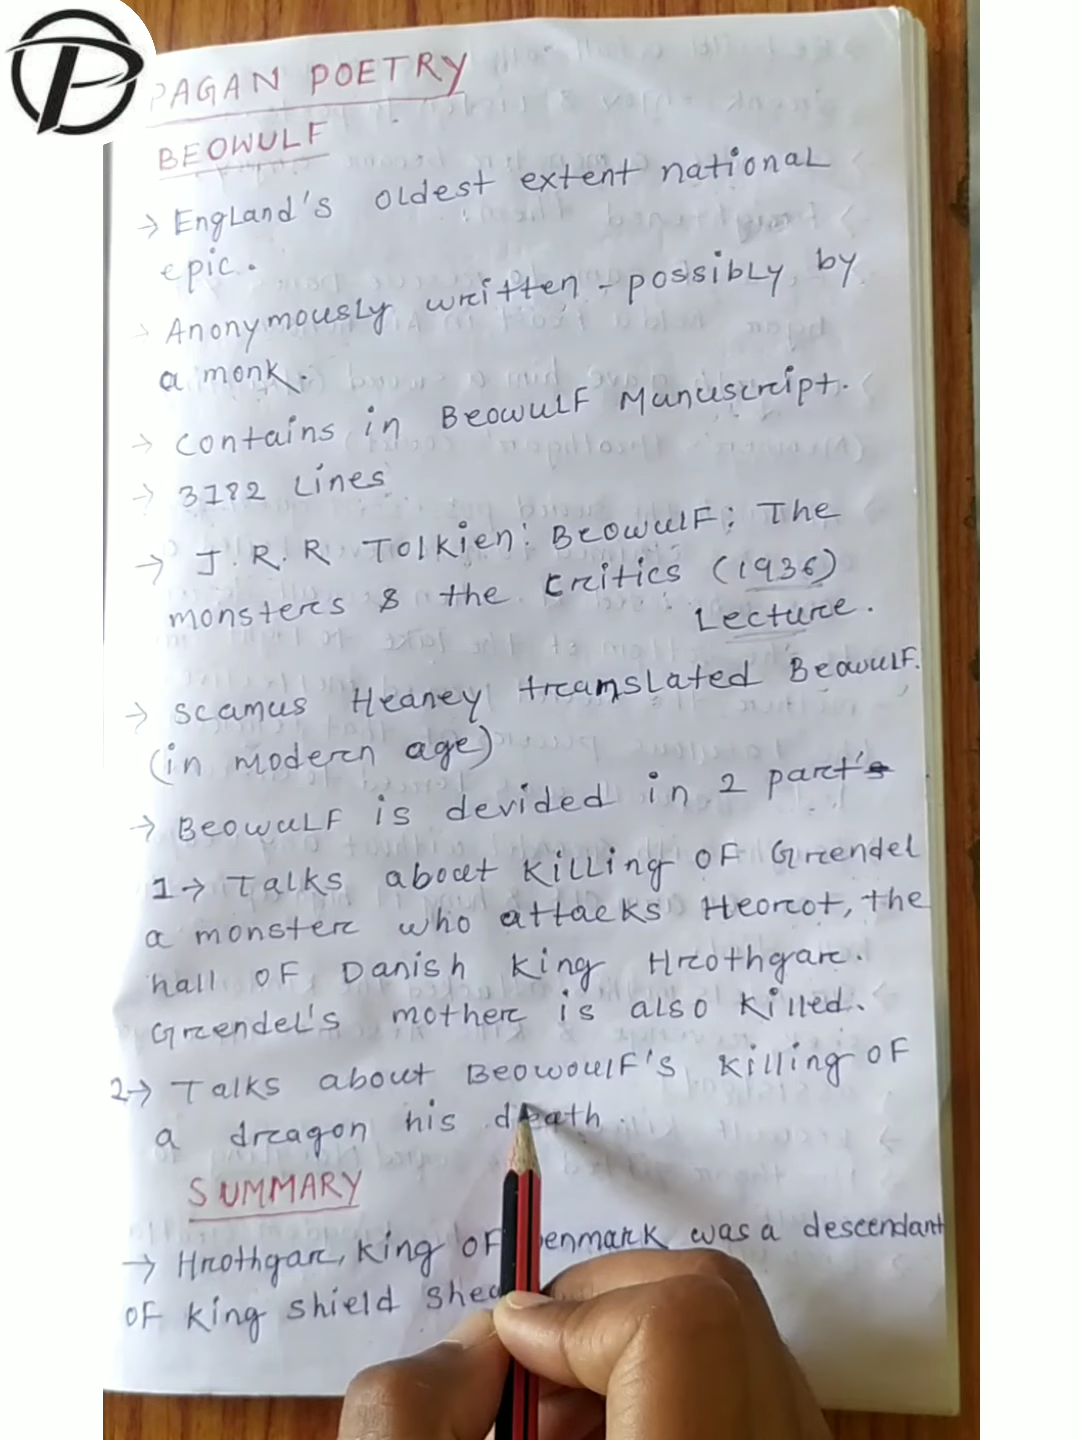 PAGAN POETRY
BEOWULF
→ England's oldest extent national
epic.
→ Anonymously written - possibly by
a monk.
→ contains in Beowulf Manuscript.
→ 3182 Lines
→ J. R. R Tolkien: Beowulf: The
monsters & the critics (1936)
Lecture.
→ Seamus Heaney translated Beowulf.
(in modern age)
→ Beowulf is devided in 2 part's
1→ Talks about killing of Grendel
a monster who attacks Heorot, the
hall of Danish king Hrothgar.
Grendel's mother is also killed.
2→ Talks about Beowoulf's killing of
a dragon his death.
SUMMARY
→ Hrothgar, king of Denmark was a descendant
of king shield